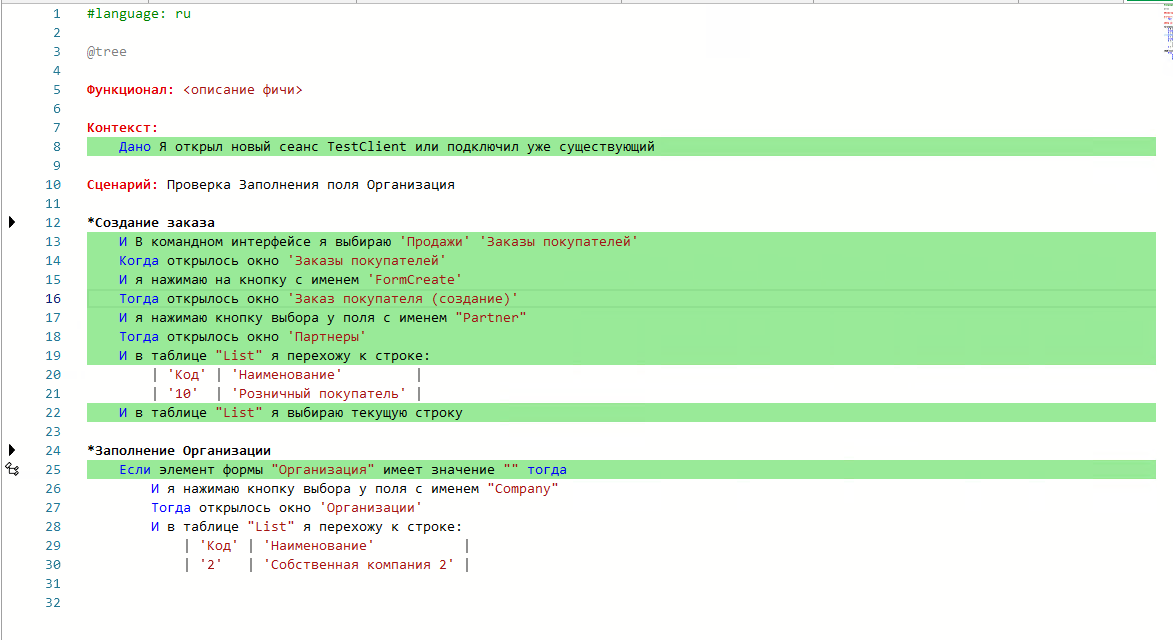 1 #language: ru
2
3 @tree
4
5 Функционал: <описание фичи>
6
7 Контекст:
8 Дано Я открыл новый сеанс TestClient или подключил уже существующий
9
10 Сценарий: Проверка Заполнения поля Организация
11
12 *Создание заказа
13 И В командном интерфейсе я выбираю 'Продажи' 'Заказы покупателей'
14 Когда открылось окно 'Заказы покупателей'
15 И я нажимаю на кнопку с именем 'FormCreate'
16 Тогда открылось окно 'Заказ покупателя (создание)'
17 И я нажимаю кнопку выбора у поля с именем "Partner"
18 Тогда открылось окно 'Партнеры'
19 И в таблице "List" я перехожу к строке:
20 | 'Код' | 'Наименование' |
21 | '10' | 'Розничный покупатель' |
22 И в таблице "List" я выбираю текущую строку
23
24 *Заполнение Организации
25 Если элемент формы "Организация" имеет значение "" тогда
26 И я нажимаю кнопку выбора у поля с именем "Company"
27 Тогда открылось окно 'Организации'
28 И в таблице "List" я перехожу к строке:
29 | 'Код' | 'Наименование' |
30 | '2' | 'Собственная компания 2' |
31
32